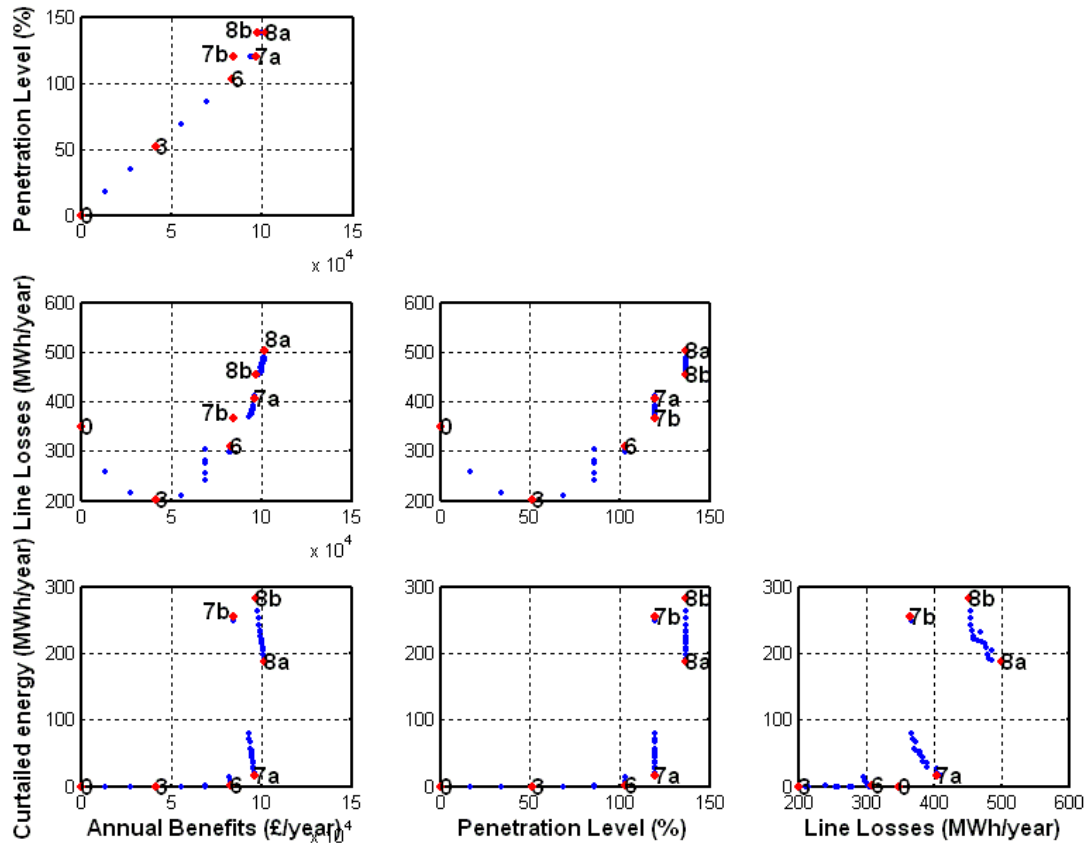 150
100
50
0
Penetration Level (%)
8b 8a
7b 7a
6
3
0
0 5 10 15
x 10^4
600
500
400
300
200
Line Losses (MWh/year)
8a
8b
7a
7b
0
6
3
0 5 10 15
x 10^4
600
500
400
300
200
8a
8b
7a
7b
0
6
3
0 50 100 150
300
200
100
0
Curtailed energy (MWh/year)
8b
7b
8a
7a
0 3 6
0 5 10 15
Annual Benefits (£/year)
x 10^4
300
200
100
0
8b
7b
8a
7a
0 3 6
0 50 100 150
Penetration Level (%)
300
200
100
0
8b
7b
8a
7a
3 6 0
200 300 400 500 600
Line Losses (MWh/year)